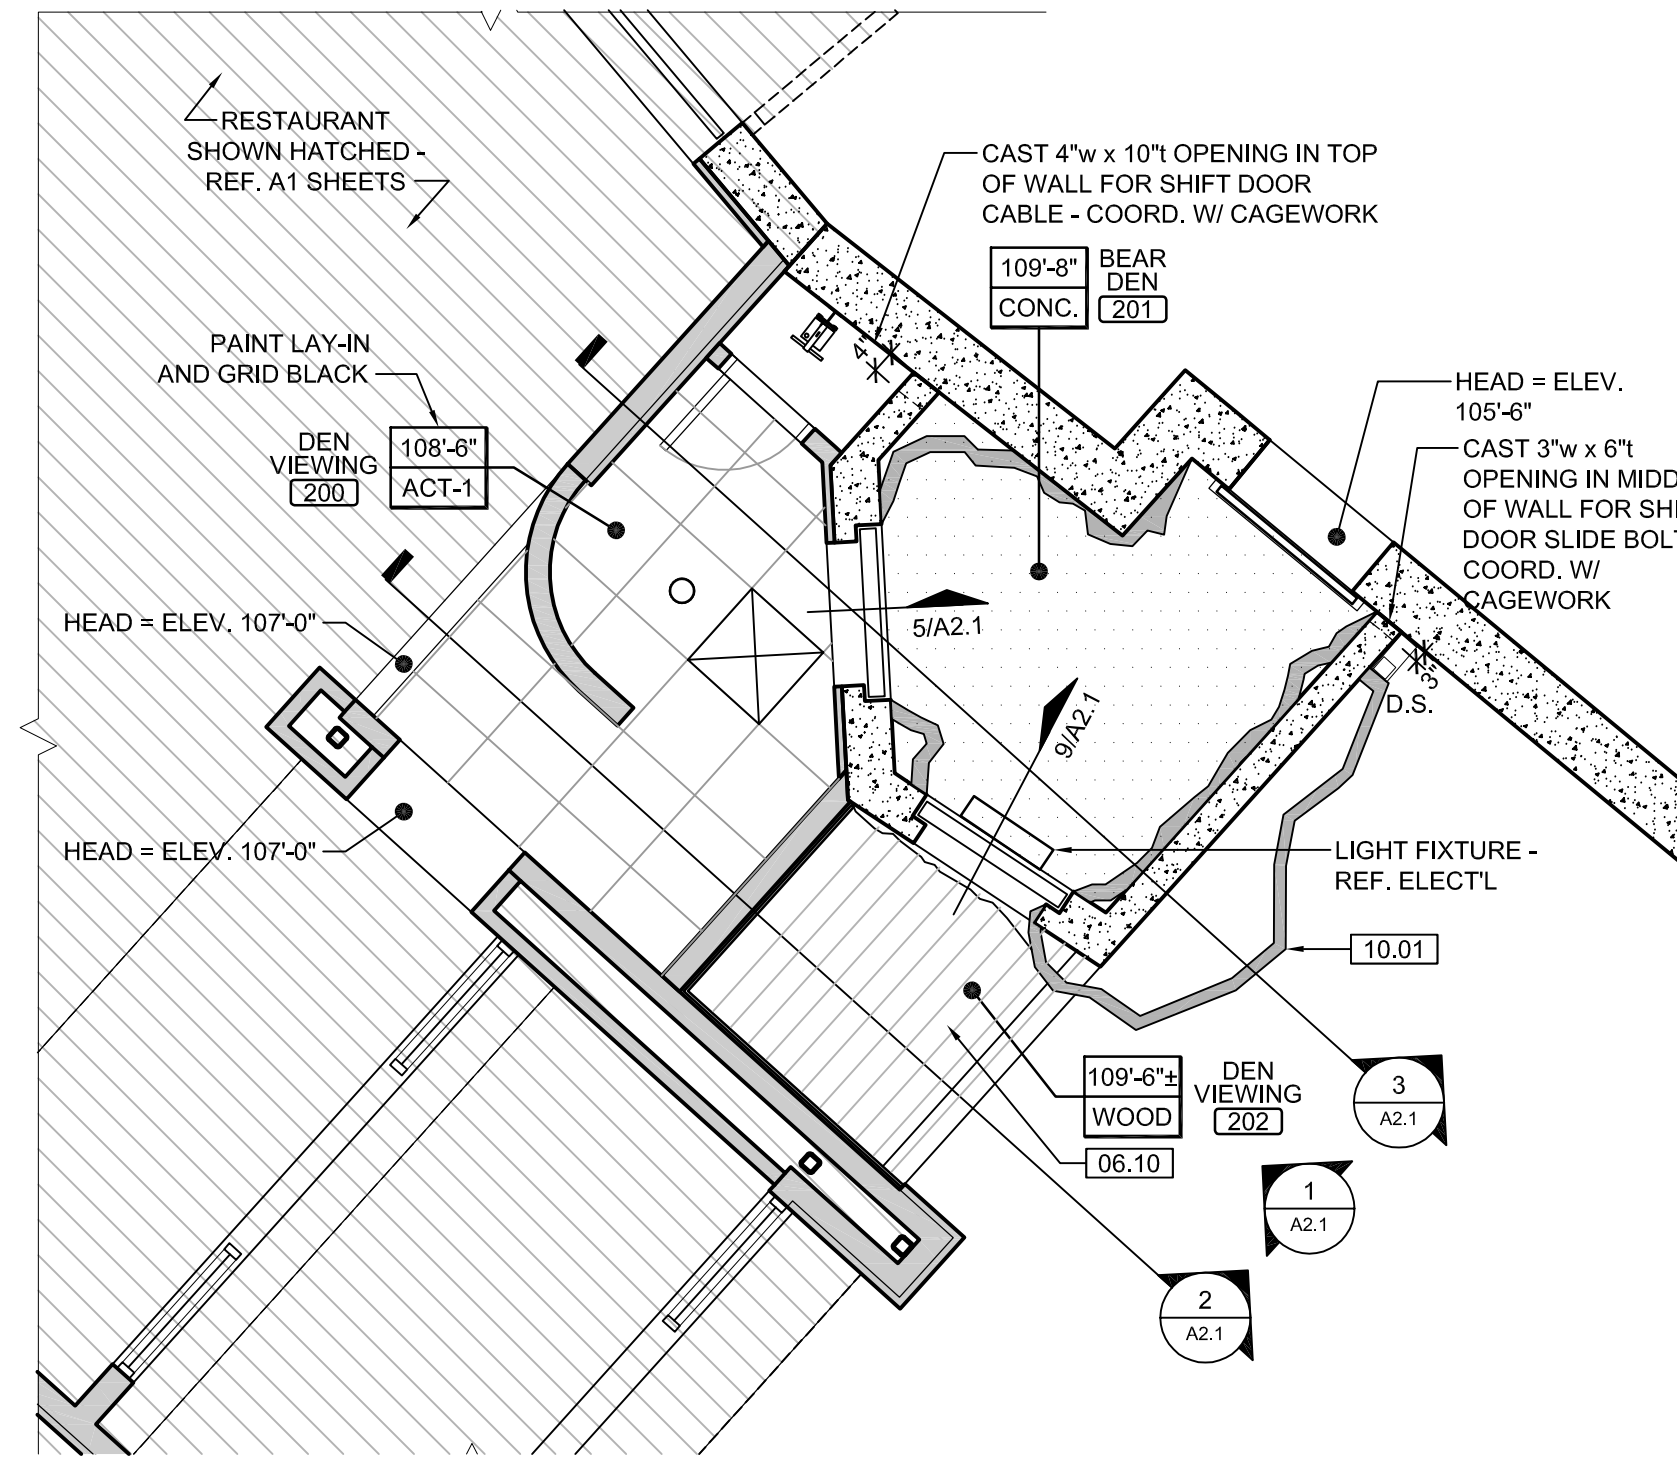 RESTAURANT
SHOWN HATCHED -
REF. A1 SHEETS
CAST 4"w x 10"t OPENING IN TOP
OF WALL FOR SHIFT DOOR
CABLE - COORD. W/ CAGEWORK
109'-8"
CONC.
BEAR
DEN
201
PAINT LAY-IN
AND GRID BLACK
DEN
VIEWING
200
108'-6"
ACT-1
4"
HEAD = ELEV.
105'-6"
CAST 3"w x 6"t
OPENING IN MIDD
OF WALL FOR SHI
DOOR SLIDE BOLT
COORD. W/
CAGEWORK
HEAD = ELEV. 107'-0"
5/A2.1
9/A2.1
3"
D.S.
HEAD = ELEV. 107'-0"
LIGHT FIXTURE -
REF. ELECT'L
10.01
109'-6"±
WOOD
DEN
VIEWING
202
06.10
3
A2.1
1
A2.1
2
A2.1